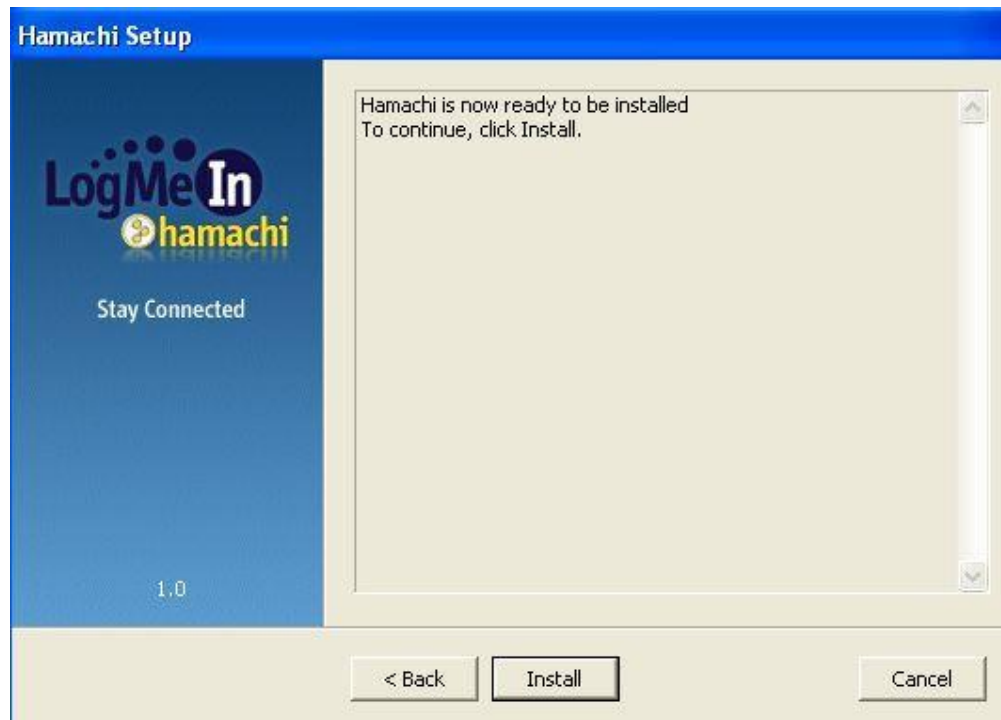 Hamachi Setup
LogMeIn
hamachi
Stay Connected
1.0
Hamachi is now ready to be installed
To continue, click Install.
< Back
Install
Cancel